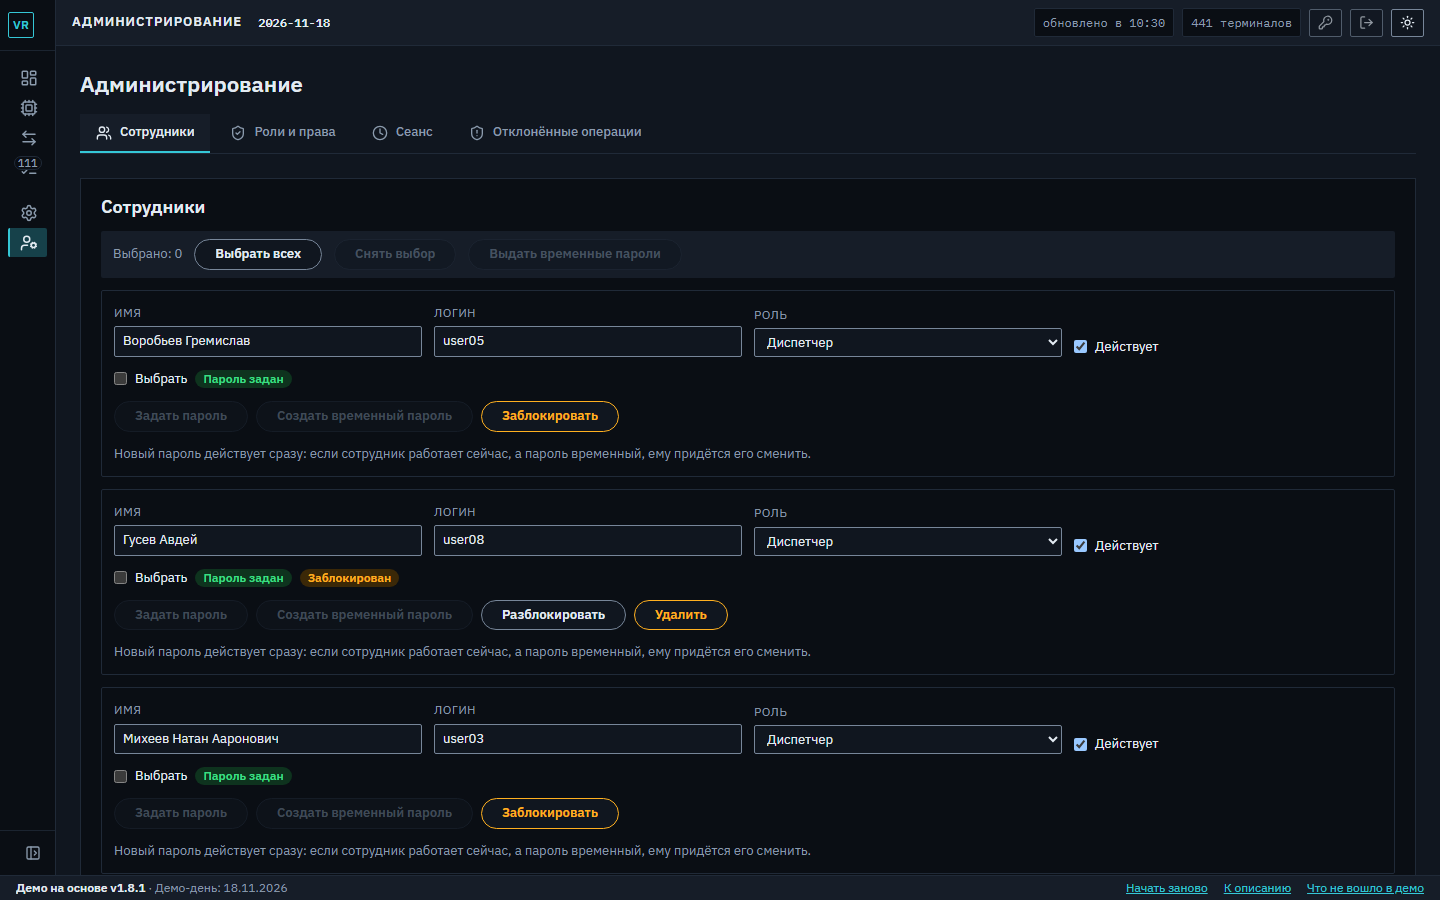 VR
АДМИНИСТРИРОВАНИЕ 2026-11-18
обновлено в 10:30
441 терминалов
111
Администрирование
Сотрудники
Роли и права
Сеанс
Отклонённые операции
Сотрудники
Выбрано: 0
Выбрать всех
Снять выбор
Выдать временные пароли
ИМЯ
ЛОГИН
РОЛЬ
Воробьев Гремислав
user05
Диспетчер
Действует
Выбрать
Пароль задан
Задать пароль
Создать временный пароль
Заблокировать
Новый пароль действует сразу: если сотрудник работает сейчас, а пароль временный, ему придётся его сменить.
ИМЯ
ЛОГИН
РОЛЬ
Гусев Авдей
user08
Диспетчер
Действует
Выбрать
Пароль задан
Заблокирован
Задать пароль
Создать временный пароль
Разблокировать
Удалить
Новый пароль действует сразу: если сотрудник работает сейчас, а пароль временный, ему придётся его сменить.
ИМЯ
ЛОГИН
РОЛЬ
Михеев Натан Ааронович
user03
Диспетчер
Действует
Выбрать
Пароль задан
Задать пароль
Создать временный пароль
Заблокировать
Новый пароль действует сразу: если сотрудник работает сейчас, а пароль временный, ему придётся его сменить.
Демо на основе v1.8.1 · Демо-день: 18.11.2026
Начать заново
К описанию
Что не вошло в демо